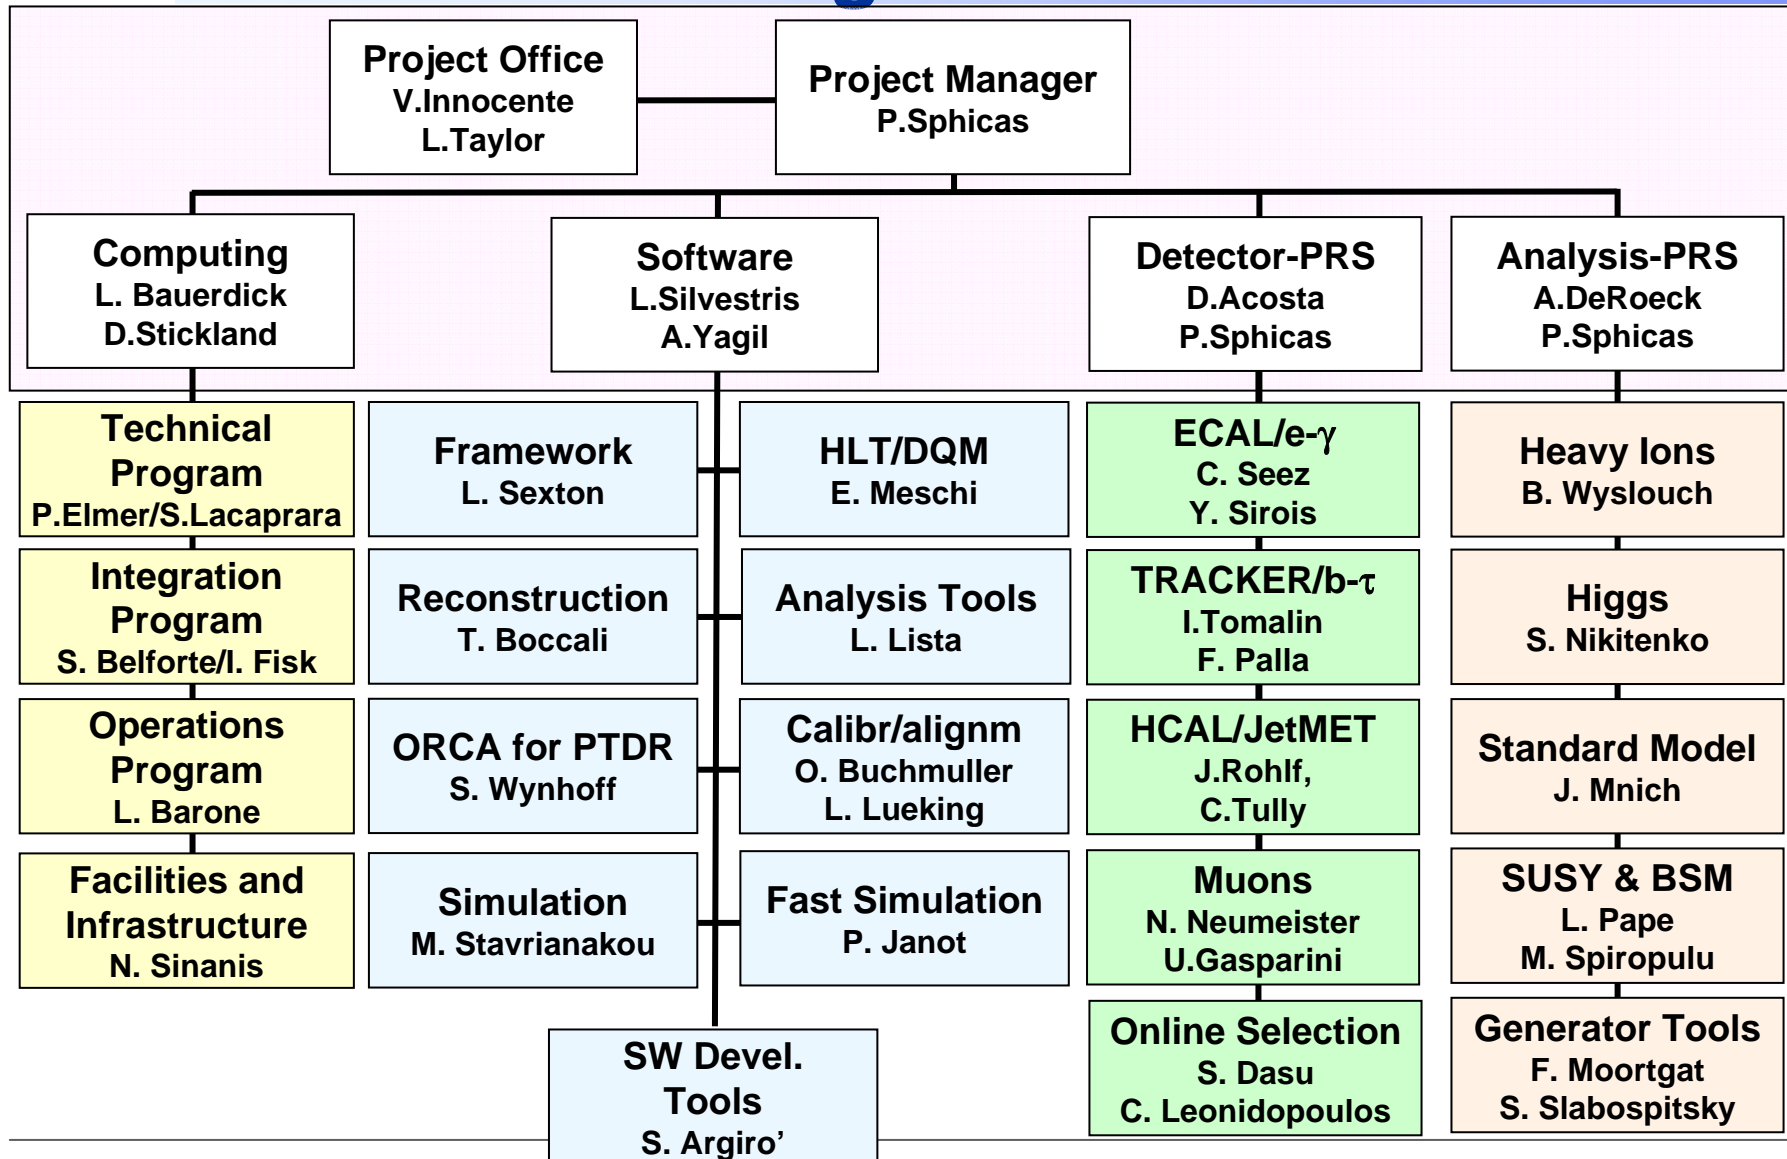 Project Office
V.Innocente
L.Taylor
Project Manager
P.Sphicas
Computing
L. Bauerdick
D.Stickland
Software
L.Silvestris
A.Yagil
Detector-PRS
D.Acosta
P.Sphicas
Analysis-PRS
A.DeRoeck
P.Sphicas
Technical
Program
P.Elmer/S.Lacaprara
Framework
L. Sexton
HLT/DQM
E. Meschi
ECAL/e-γ
C. Seez
Y. Sirois
Heavy Ions
B. Wyslouch
Integration
Program
S. Belforte/I. Fisk
Reconstruction
T. Boccali
Analysis Tools
L. Lista
TRACKER/b-τ
I.Tomalin
F. Palla
Higgs
S. Nikitenko
Operations
Program
L. Barone
ORCA for PTDR
S. Wynhoff
Calibr/alignm
O. Buchmuller
L. Lueking
HCAL/JetMET
J.Rohlf,
C.Tully
Standard Model
J. Mnich
Facilities and
Infrastructure
N. Sinanis
Simulation
M. Stavrianakou
Fast Simulation
P. Janot
Muons
N. Neumeister
U.Gasparini
SUSY & BSM
L. Pape
M. Spiropulu
SW Devel.
Tools
S. Argiro’
Online Selection
S. Dasu
C. Leonidopoulos
Generator Tools
F. Moortgat
S. Slabospitsky